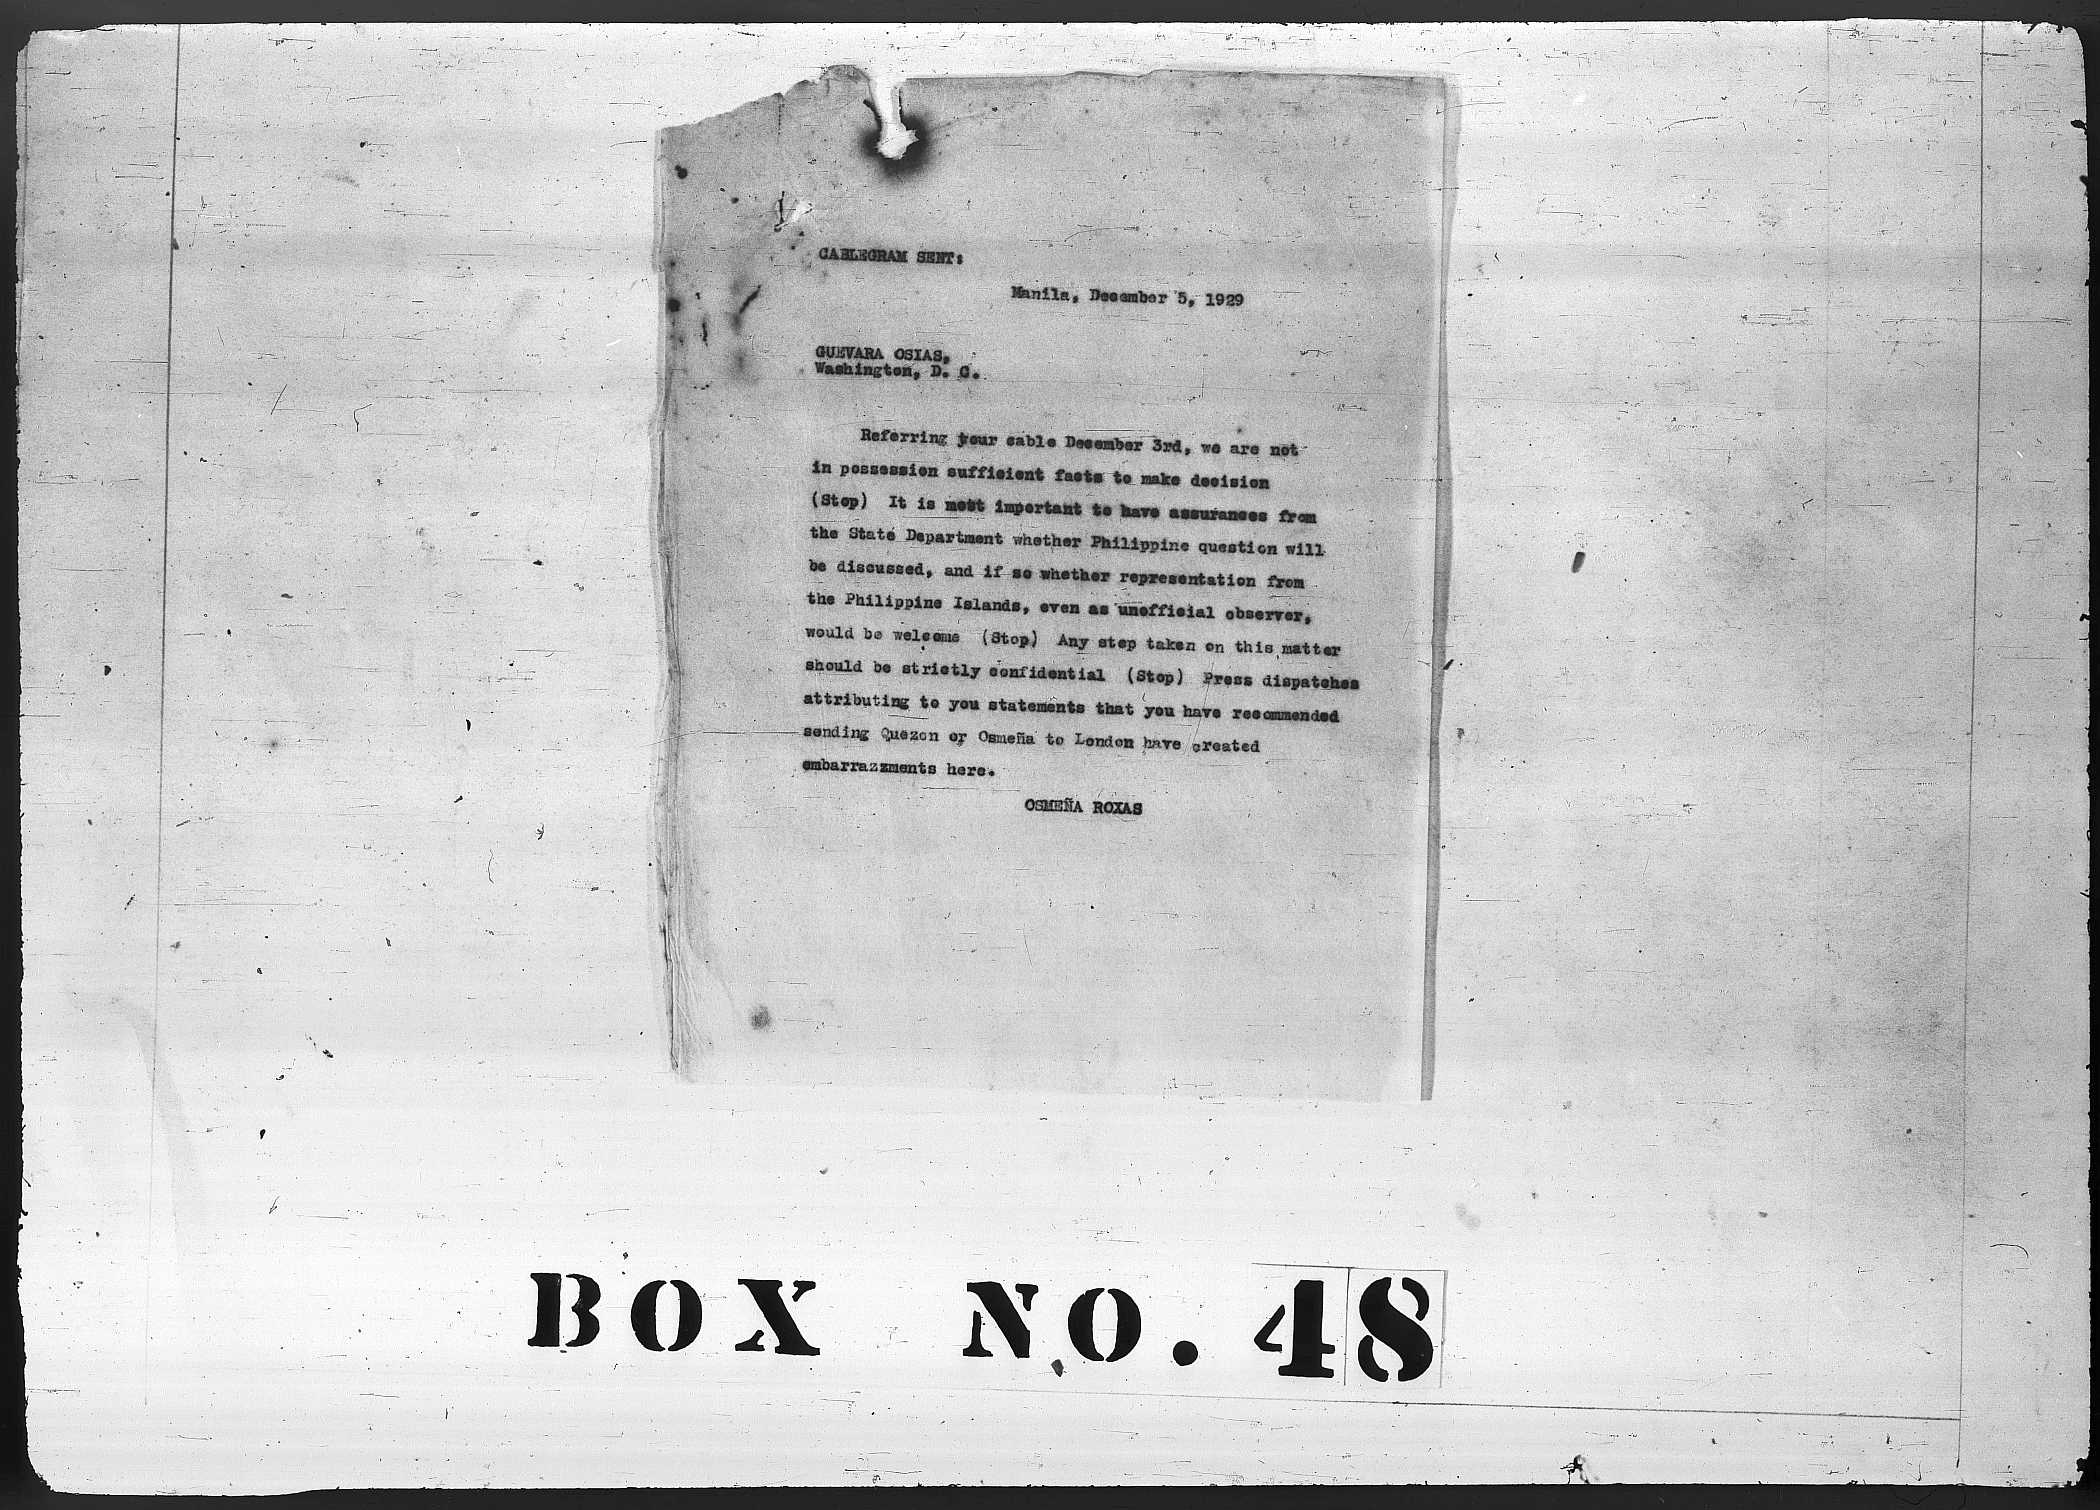 CABLEGRAM SENT:
Manila, December 5, 1929
GUEVARA OSIAS,
Washington, D. C.
Referring your cable December 3rd, we are not
in possession sufficient facts to make decision
(Stop) It is most important to have assurances from
the State Department whether Philippine question will
be discussed, and if so whether representation from
the Philippine Islands, even as unofficial observer,
would be welcome (Stop) Any step taken on this matter
should be strictly confidential (Stop) Press dispatches
attributing to you statements that you have recommended
sending Quezon or Osmeña to London have created
embarrazzments here.
OSMEÑA ROXAS
BOX NO. 48